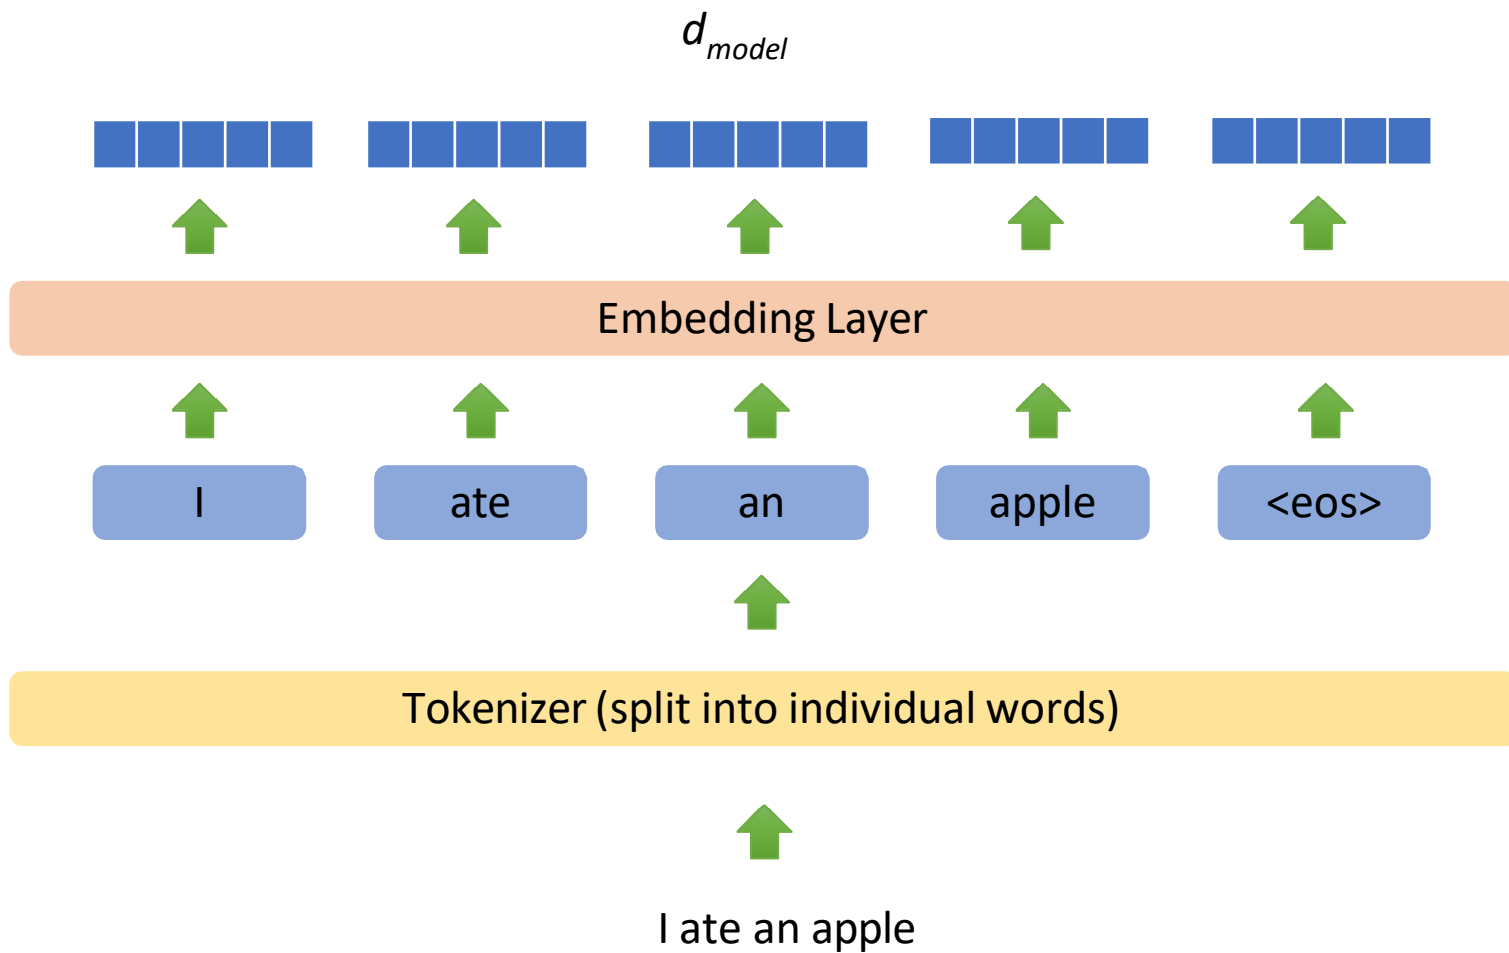 d_model
Embedding Layer
I ate an apple <eos>
Tokenizer (split into individual words)
I ate an apple